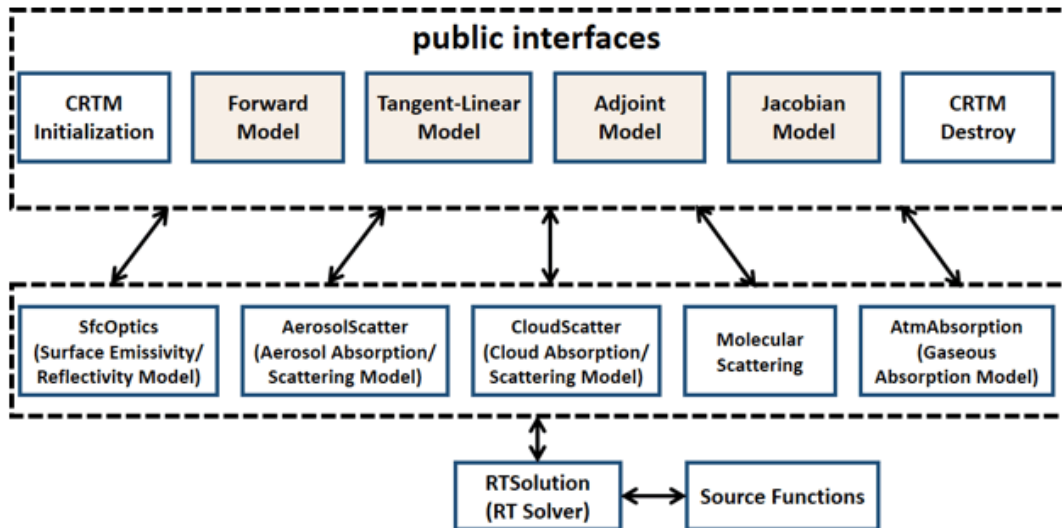 public interfaces
CRTM
Initialization
Forward
Model
Tangent-Linear
Model
Adjoint
Model
Jacobian
Model
CRTM
Destroy
SfcOptics
(Surface Emissivity/
Reflectivity Model)
AerosolScatter
(Aerosol Absorption/
Scattering Model)
CloudScatter
(Cloud Absorption/
Scattering Model)
Molecular
Scattering
AtmAbsorption
(Gaseous
Absorption Model)
RTSolution
(RT Solver)
Source Functions